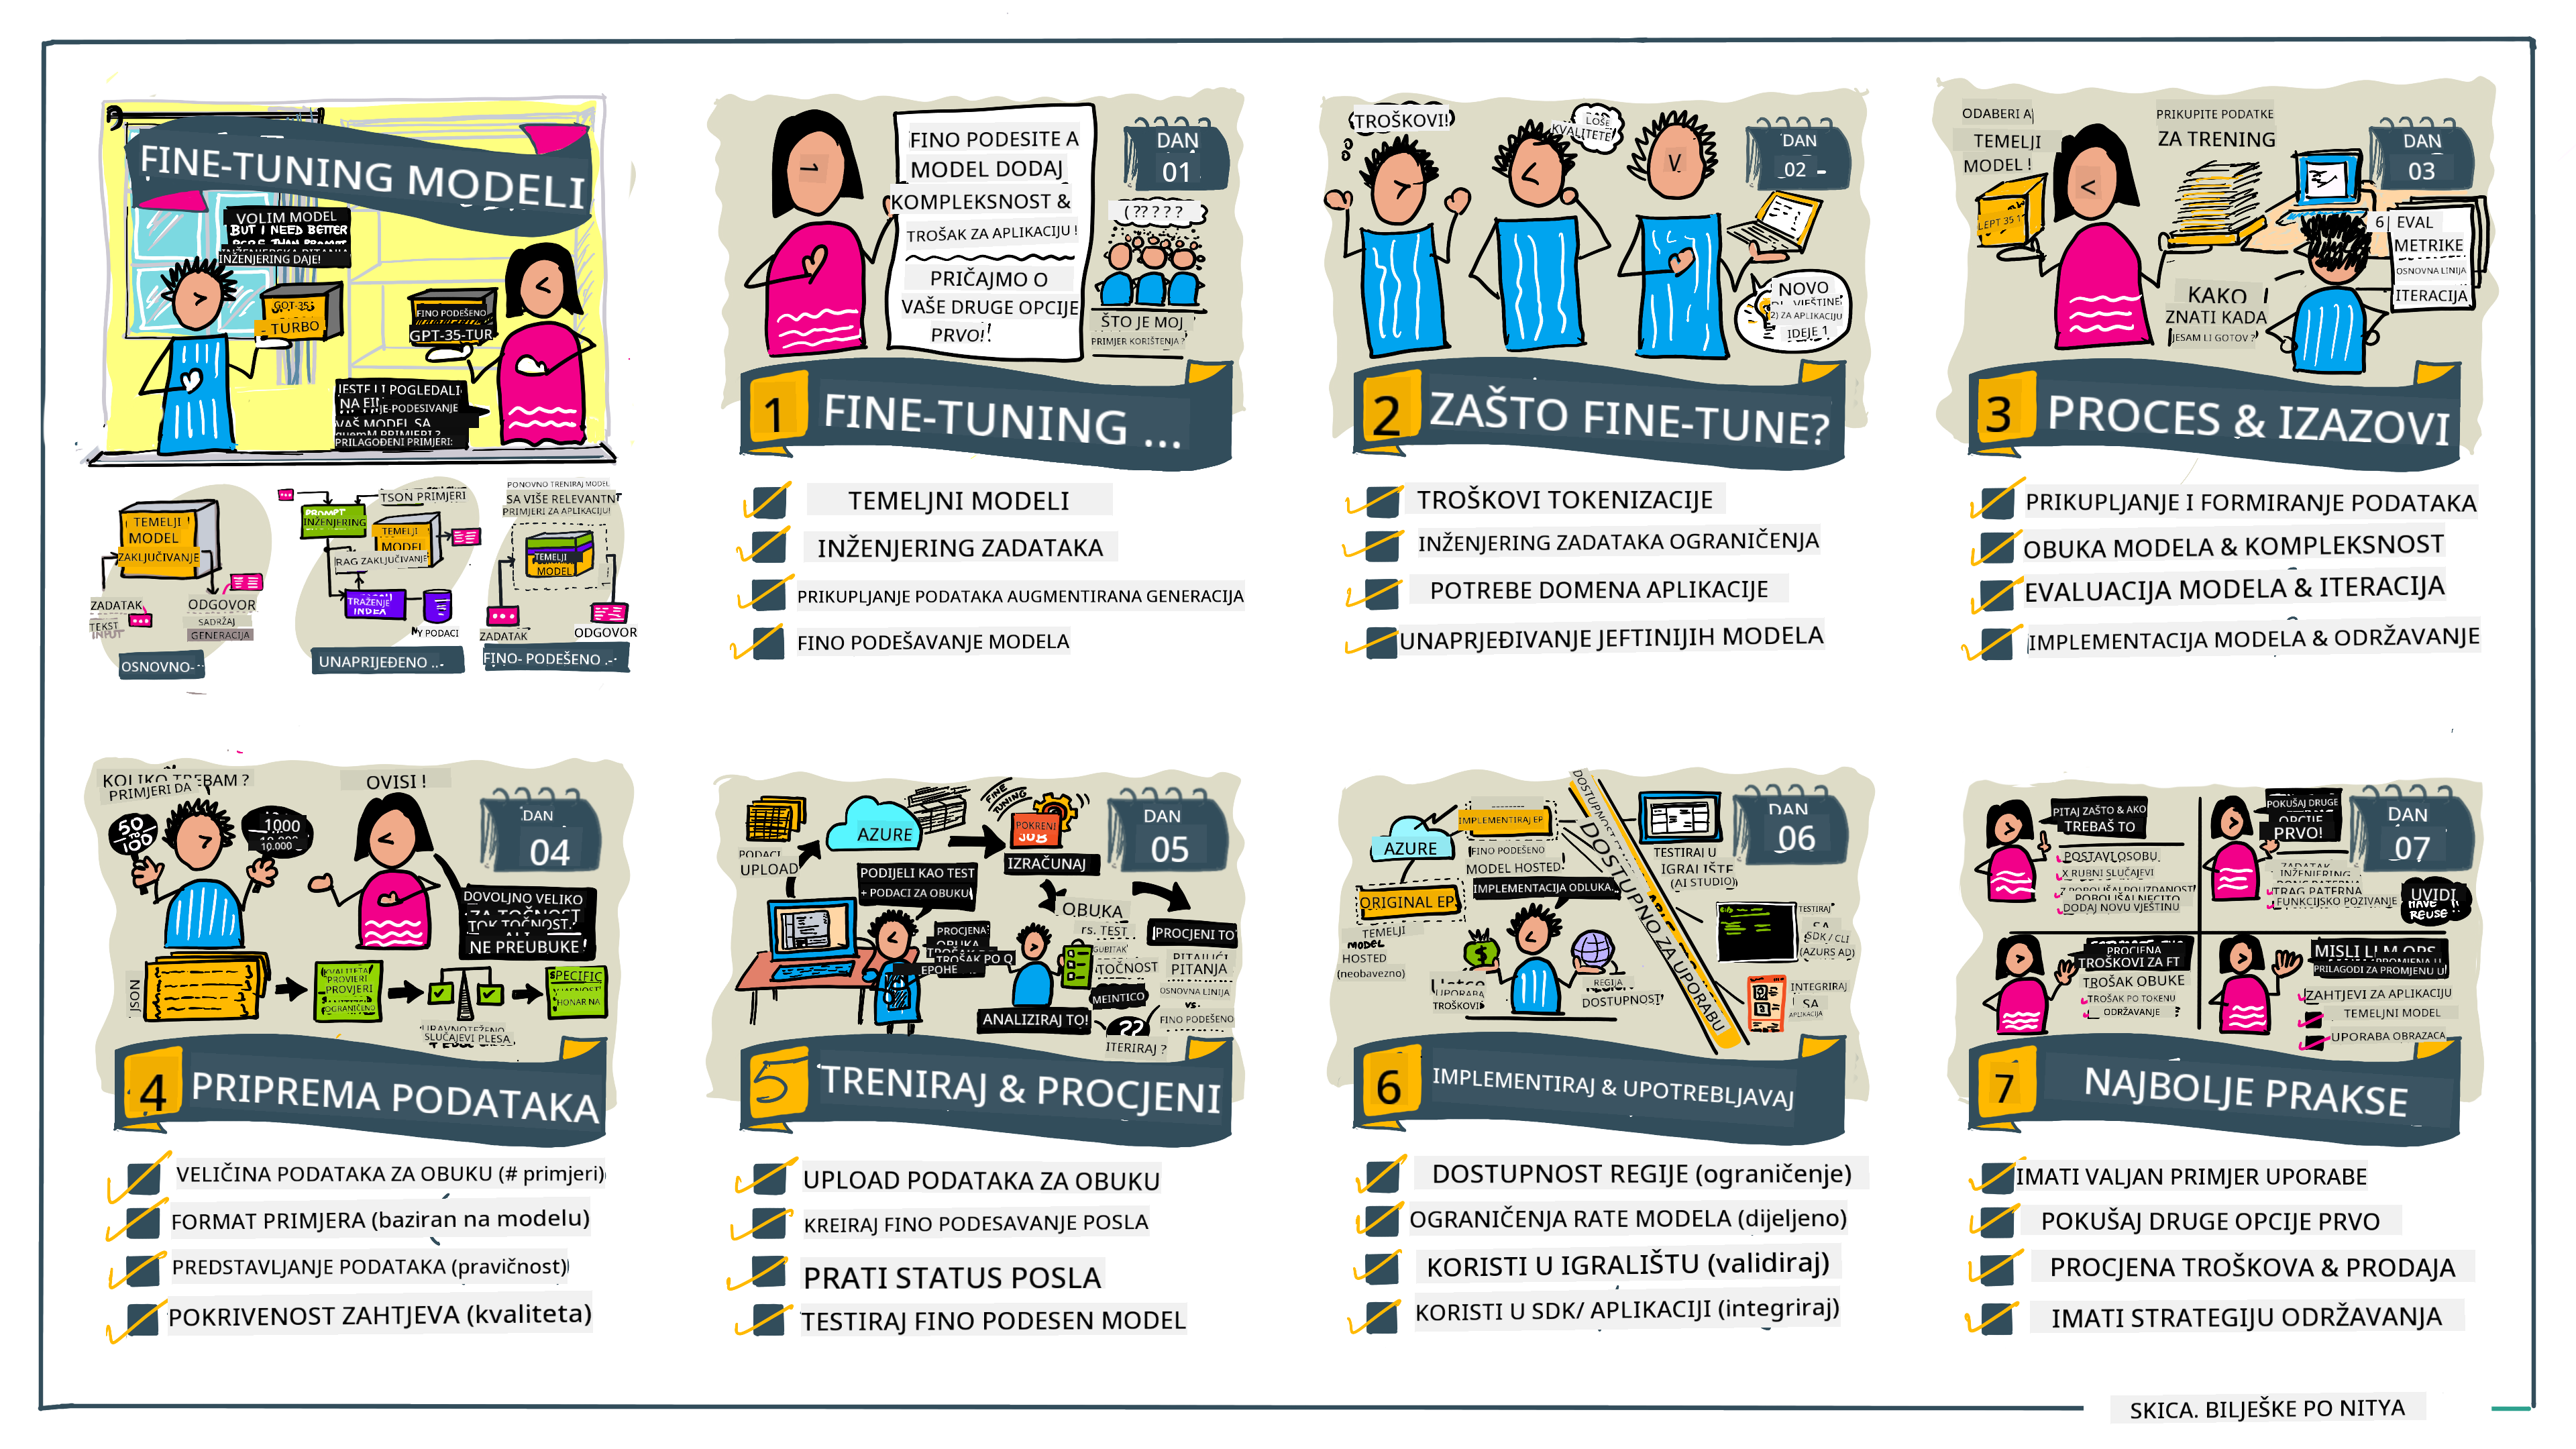 FINE-TUNING MODELI
VOLIM MODEL
BUT I NEED BETTER
INŽENJERING DAJE!
GOT-35
TURBO
FINO PODEŠENO
GPT-35-TUR
JESTE LI POGLEDALI
NA
JE-PODESIVANJE
VAŠ MODEL SA
PRILAGOĐENI PRIMJERI:
TEMELJI
MODEL
ZAKLJUČIVANJE
ZADATAK
TEKST
INPUT
ODGOVOR
SADRŽAJ
GENERACIJA
OSNOVNO-
TSON PRIMJERI
PROMPT
INŽENJERING
TEMELJI
MODEL
RAG ZAKLJUČIVANJE
TRAŽENJE
INDEX
MY PODACI
UNAPRIJEĐENO ..
PONOVNO TRENIRAJ MODEL
SA VIŠE RELEVANTNI
PRIMJERI ZA APLIKACIJU!
TEMELJI
MODEL
ZADATAK
ODGOVOR
FINO- PODEŠENO .-
FINO PODESITE A
MODEL DODAJ
KOMPLEKSNOST &
TROŠAK ZA APLIKACIJU !
PRIČAJMO O
VAŠE DRUGE OPCIJE
PRVO!!
DAN
01
( ?? ? ? ?
ŠTO JE MOJ
PRIMJER KORIŠTENJA ?
1 FINE-TUNING ...
TEMELJNI MODELI
INŽENJERING ZADATAKA
PRIKUPLJANJE PODATAKA AUGMENTIRANA GENERACIJA
FINO PODEŠAVANJE MODELA
TROŠKOVI!
LOŠE
KVALITETE
DAN
02
NOVO
VJEŠTINE
2) ZA APLIKACIJU
IDEJE 1
2 ZAŠTO FINE-TUNE?
TROŠKOVI TOKENIZACIJE
INŽENJERING ZADATAKA OGRANIČENJA
POTREBE DOMENA APLIKACIJE
UNAPRJEĐIVANJE JEFTINIJIH MODELA
ODABERI A
TEMELJI
MODEL !
PRIKUPITE PODATKE
ZA TRENING
DAN
03
6| EVAL
METRIKE
OSNOVNA LINIJA
ITERACIJA
KAKO
ZNATI KADA
JESAM LI GOTOV ?
3 PROCES & IZAZOVI
PRIKUPLJANJE I FORMIRANJE PODATAKA
OBUKA MODELA & KOMPLEKSNOST
EVALUACIJA MODELA & ITERACIJA
IMPLEMENTACIJA MODELA & ODRŽAVANJE
KOLIKO TREBAM ?
PRIMJERI DA
50 TO 100
1000
10.000
OVISI !
DAN
04
DOVOLJNO VELIKO
ZA TOČNOST
TOK TOČNOST.
NE PREUBUKE!
JSON
KVALITETA
PROVJERI
PROVJERI
OGRANIČENO
URAVNOTEŽENO
SLUČAJEVI PLESA
SPECIFIC
HONAR NA
4 PRIPREMA PODATAKA
VELIČINA PODATAKA ZA OBUKU (# primjeri)
FORMAT PRIMJERA (baziran na modelu)
PREDSTAVLJANJE PODATAKA (pravičnost)
POKRIVENOST ZAHTJEVA (kvaliteta)
PODACI
UPLOAD
AZURE
FINE TUNING
POKRENI
JOB
IZRAČUNAJ
DAN
05
PODIJELI KAO TEST
+ PODACI ZA OBUKU
PROCJENA
OBUKA
TROŠAK PO
EPOHE
OBUKA
rs. TEST
GUBITAK
TOČNOST
MEINTICO
ANALIZIRAJ TO!
PROCJENI TO
PITAJUĆI
PITANJA
OSNOVNA LINIJA
vs.
FINO PODEŠENO
??
ITERIRAJ ?
5 TRENIRAJ & PROCJENI
UPLOAD PODATAKA ZA OBUKU
KREIRAJ FINO PODESAVANJE POSLA
PRATI STATUS POSLA
TESTIRAJ FINO PODESEN MODEL
AZURE
IMPLEMENTIRAJ EP
FINO PODEŠENO
MODEL HOSTED
IMPLEMENTACIJA ODLUKA.
ORIGINAL EP
TEMELJI
MODEL
HOSTED
(neobavezno)
UPORABA
TROŠKOVI
REGIJA
DOSTUPNOST
DOSTUPNO ZA UPORABU
TESTIRAJ U
IGRALIŠTE
(AI STUDIO)
DAN
06
TESTIRAJ
SA
SDK / CLI
(AZURS AD)
INTEGRIRAJ
SA
APLIKACIJA
6 IMPLEMENTIRAJ & UPOTREBLJAVAJ
DOSTUPNOST REGIJE (ograničenje)
OGRANIČENJA RATE MODELA (dijeljeno)
KORISTI U IGRALIŠTU (validiraj)
KORISTI U SDK/ APLIKACIJI (integriraj)
PITAJ ZAŠTO & AKO
TREBAŠ TO
POSTAVI OSOBU
X RUBNI SLUČAJEVI
DODAJ NOVU VJEŠTINU
POKUŠAJ DRUGE
OPCIJE
PRVO!
ZADATAK
INŽENJERING
TRAG PATERNA
FUNKCIJSKO POZIVANJE
DAN
07
UVIDI
HAVE
REUSE
PROCJENA
TROŠKOVI ZA FT
TROŠAK OBUKE
TROŠAK PO TOKENU
ODRŽAVANJE ?
MISLI LLM OPS
PRILAGODI ZA PROMJENU U
ZAHTJEVI ZA APLIKACIJU
TEMELJNI MODEL
UPORABA OBRAZACA
7 NAJBOLJE PRAKSE
IMATI VALJAN PRIMJER UPORABE
POKUŠAJ DRUGE OPCIJE PRVO
PROCJENA TROŠKOVA & PRODAJA
IMATI STRATEGIJU ODRŽAVANJA
SKICA. BILJEŠKE PO NITYA